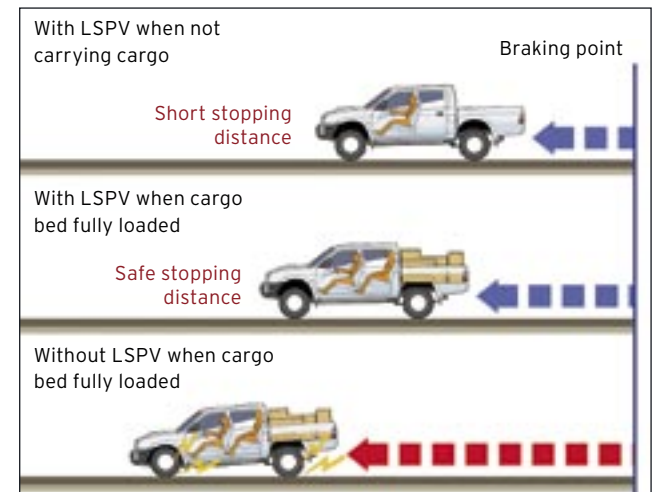 With LSPV when not
carrying cargo
Braking point
Short stopping
distance
With LSPV when cargo
bed fully loaded
Safe stopping
distance
Without LSPV when cargo
bed fully loaded